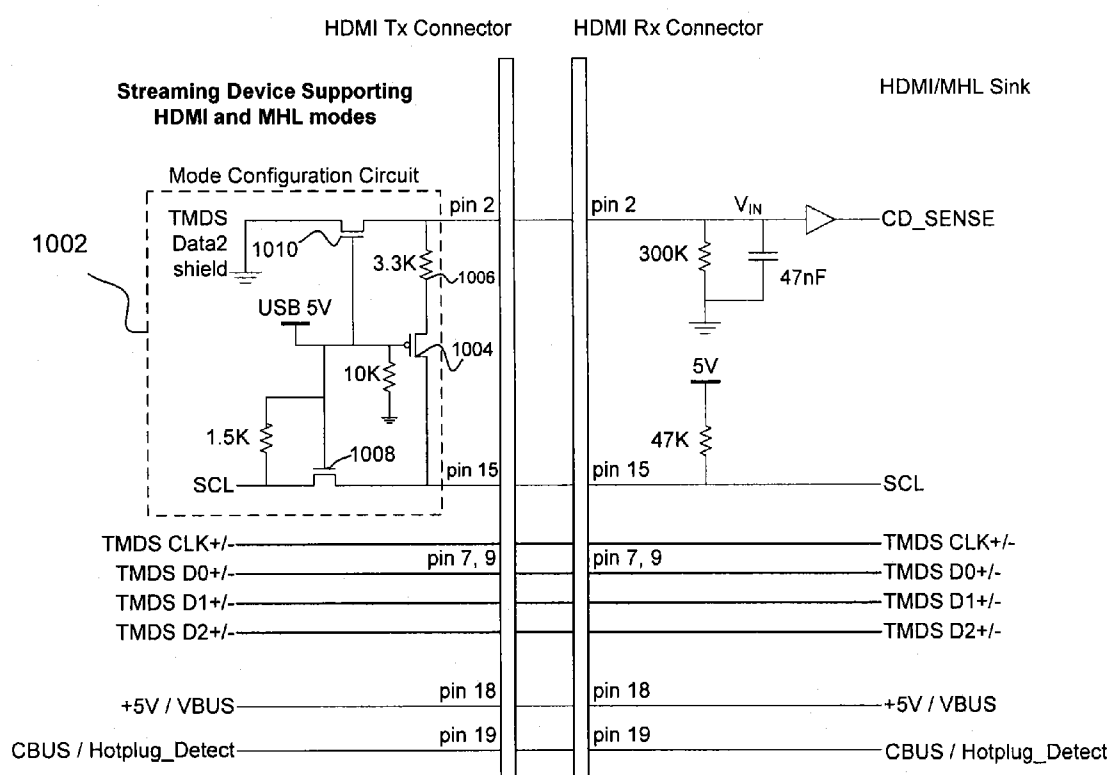 HDMI Tx Connector
HDMI Rx Connector
Streaming Device Supporting
HDMI and MHL modes
HDMI/MHL Sink
Mode Configuration Circuit
TMDS
Data2
shield
1002
1010
pin 2
pin 2
VIN
CD_SENSE
3.3K
1006
300K
47nF
USB 5V
1004
10K
5V
1.5K
1008
47K
SCL
pin 15
pin 15
SCL
TMDS CLK+/-
TMDS CLK+/-
pin 7, 9
pin 7, 9
TMDS D0+/-
TMDS D0+/-
TMDS D1+/-
TMDS D1+/-
TMDS D2+/-
TMDS D2+/-
pin 18
pin 18
+5V / VBUS
+5V / VBUS
pin 19
pin 19
CBUS / Hotplug_Detect
CBUS / Hotplug_Detect